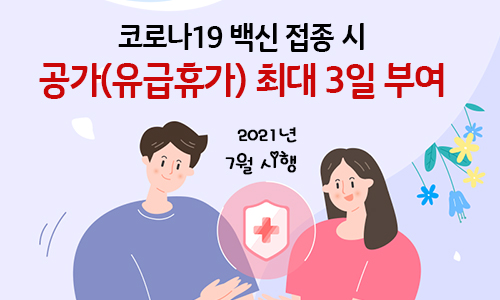 코로나19 백신 접종 시
공가(유급휴가) 최대 3일 부여
2021년
7월 시행